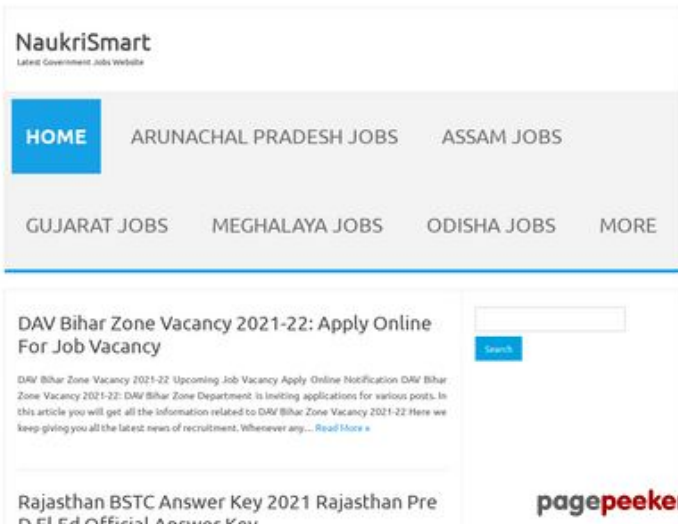 NaukriSmart
Latest Government Jobs Website
HOME
ARUNACHAL PRADESH JOBS
ASSAM JOBS
GUJARAT JOBS
MEGHALAYA JOBS
ODISHA JOBS
MORE
DAV Bihar Zone Vacancy 2021-22: Apply Online
For Job Vacancy
Search
DAV Bihar Zone Vacancy 2021-22 Upcoming Job Vacancy Apply Online Notification DAV Bihar
Zone Vacancy 2021-22: DAV Bihar Zone Department is inviting applications for various posts. In
this article you will get all the information related to DAV Bihar Zone Vacancy 2021-22 Here we
keep giving you all the latest news of recruitment. Whenever any… Read More »
Rajasthan BSTC Answer Key 2021 Rajasthan Pre
D.El.Ed Official Answer Key
pagepeeker